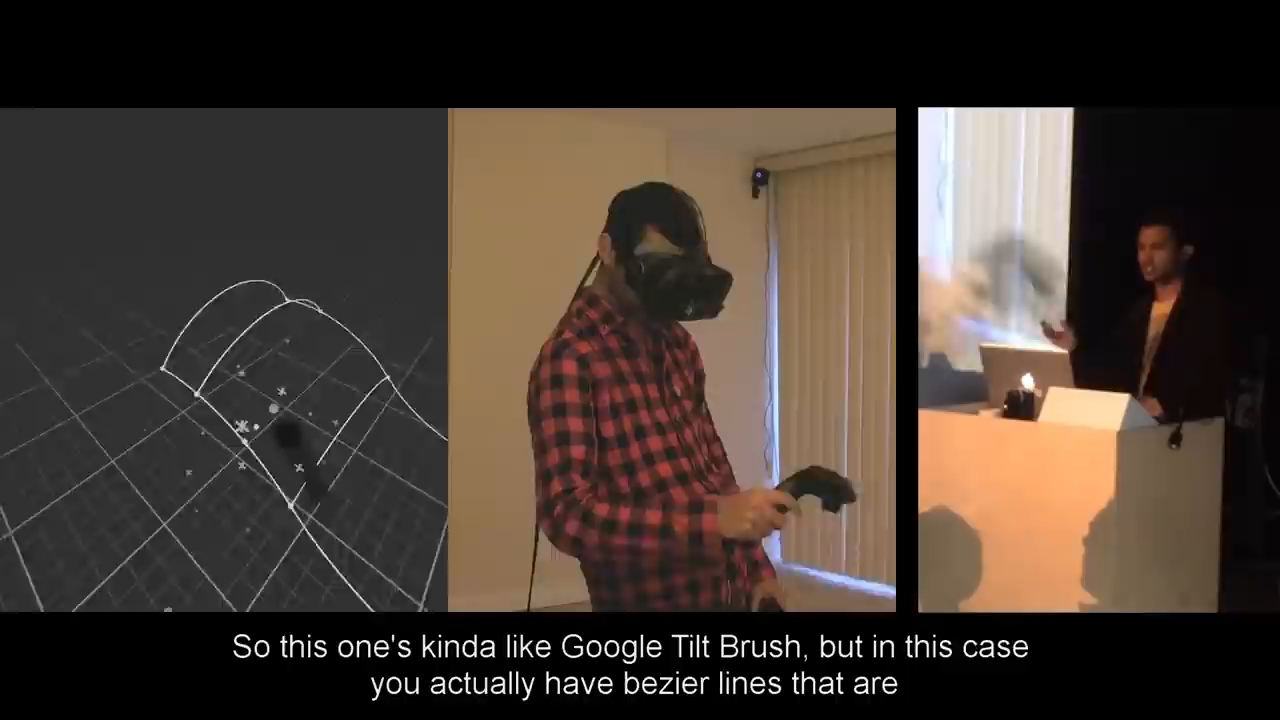 So this one's kinda like Google Tilt Brush, but in this case
you actually have bezier lines that are